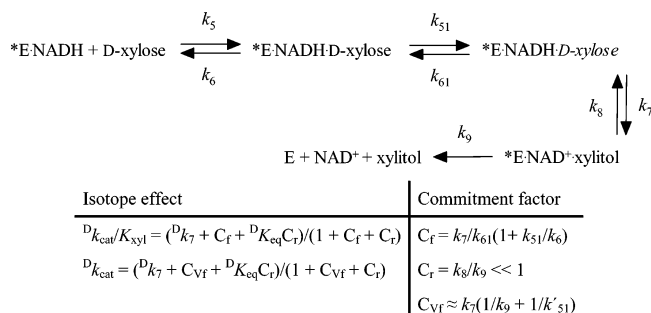 k5 k51
*E·NADH + D-xylose *E·NADH·D-xylose *E·NADH·D-xylose
k6 k61
k8 k7
k9
E + NAD⁺ + xylitol *E·NAD⁺·xylitol
Isotope effect Commitment factor
ᴰkcat/Kxyl = (ᴰk7 + Cf + ᴰKeqCr)/(1 + Cf + Cr) Cf = k7/k61(1+ k51/k6)
ᴰkcat = (ᴰk7 + CVf + ᴰKeqCr)/(1 + CVf + Cr) Cr = k8/k9 << 1
CVf ≈ k7(1/k9 + 1/k´51)